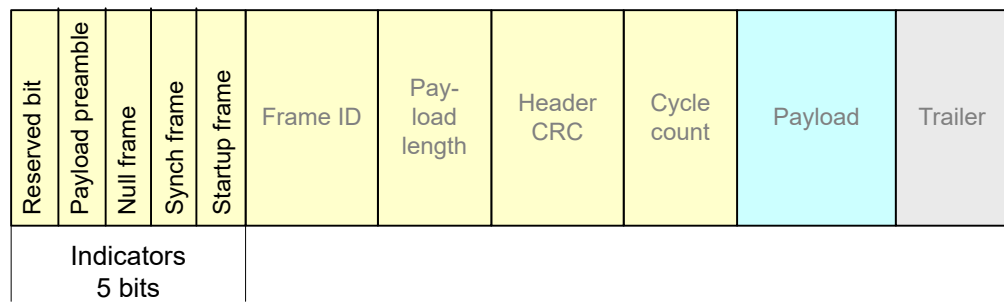 Reserved bit
Payload preamble
Null frame
Synch frame
Startup frame
Frame ID
Pay-
load
length
Header
CRC
Cycle
count
Payload
Trailer
Indicators
5 bits